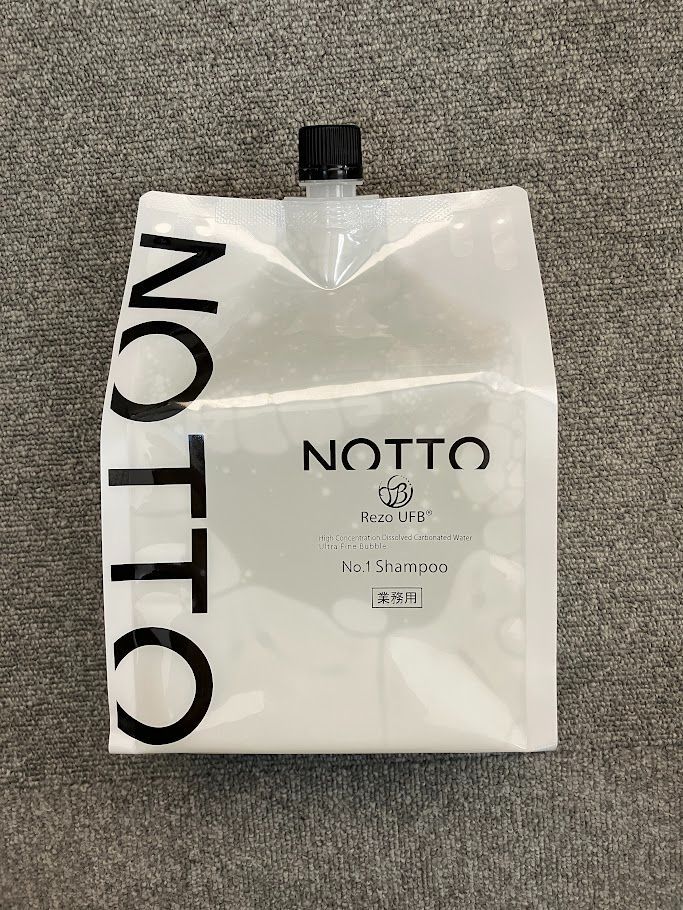 NOTTO
NOTTO
Rezo UFB®
High Concentration Dissolved Carbonated Water
Ultra Fine Bubble
No.1 Shampoo
業務用